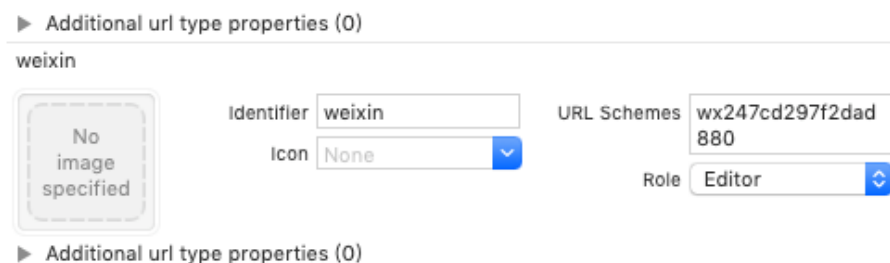 Additional url type properties (0)
weixin
No
image
specified
Identifier weixin
Icon None
URL Schemes wx247cd297f2dad
880
Role Editor
Additional url type properties (0)